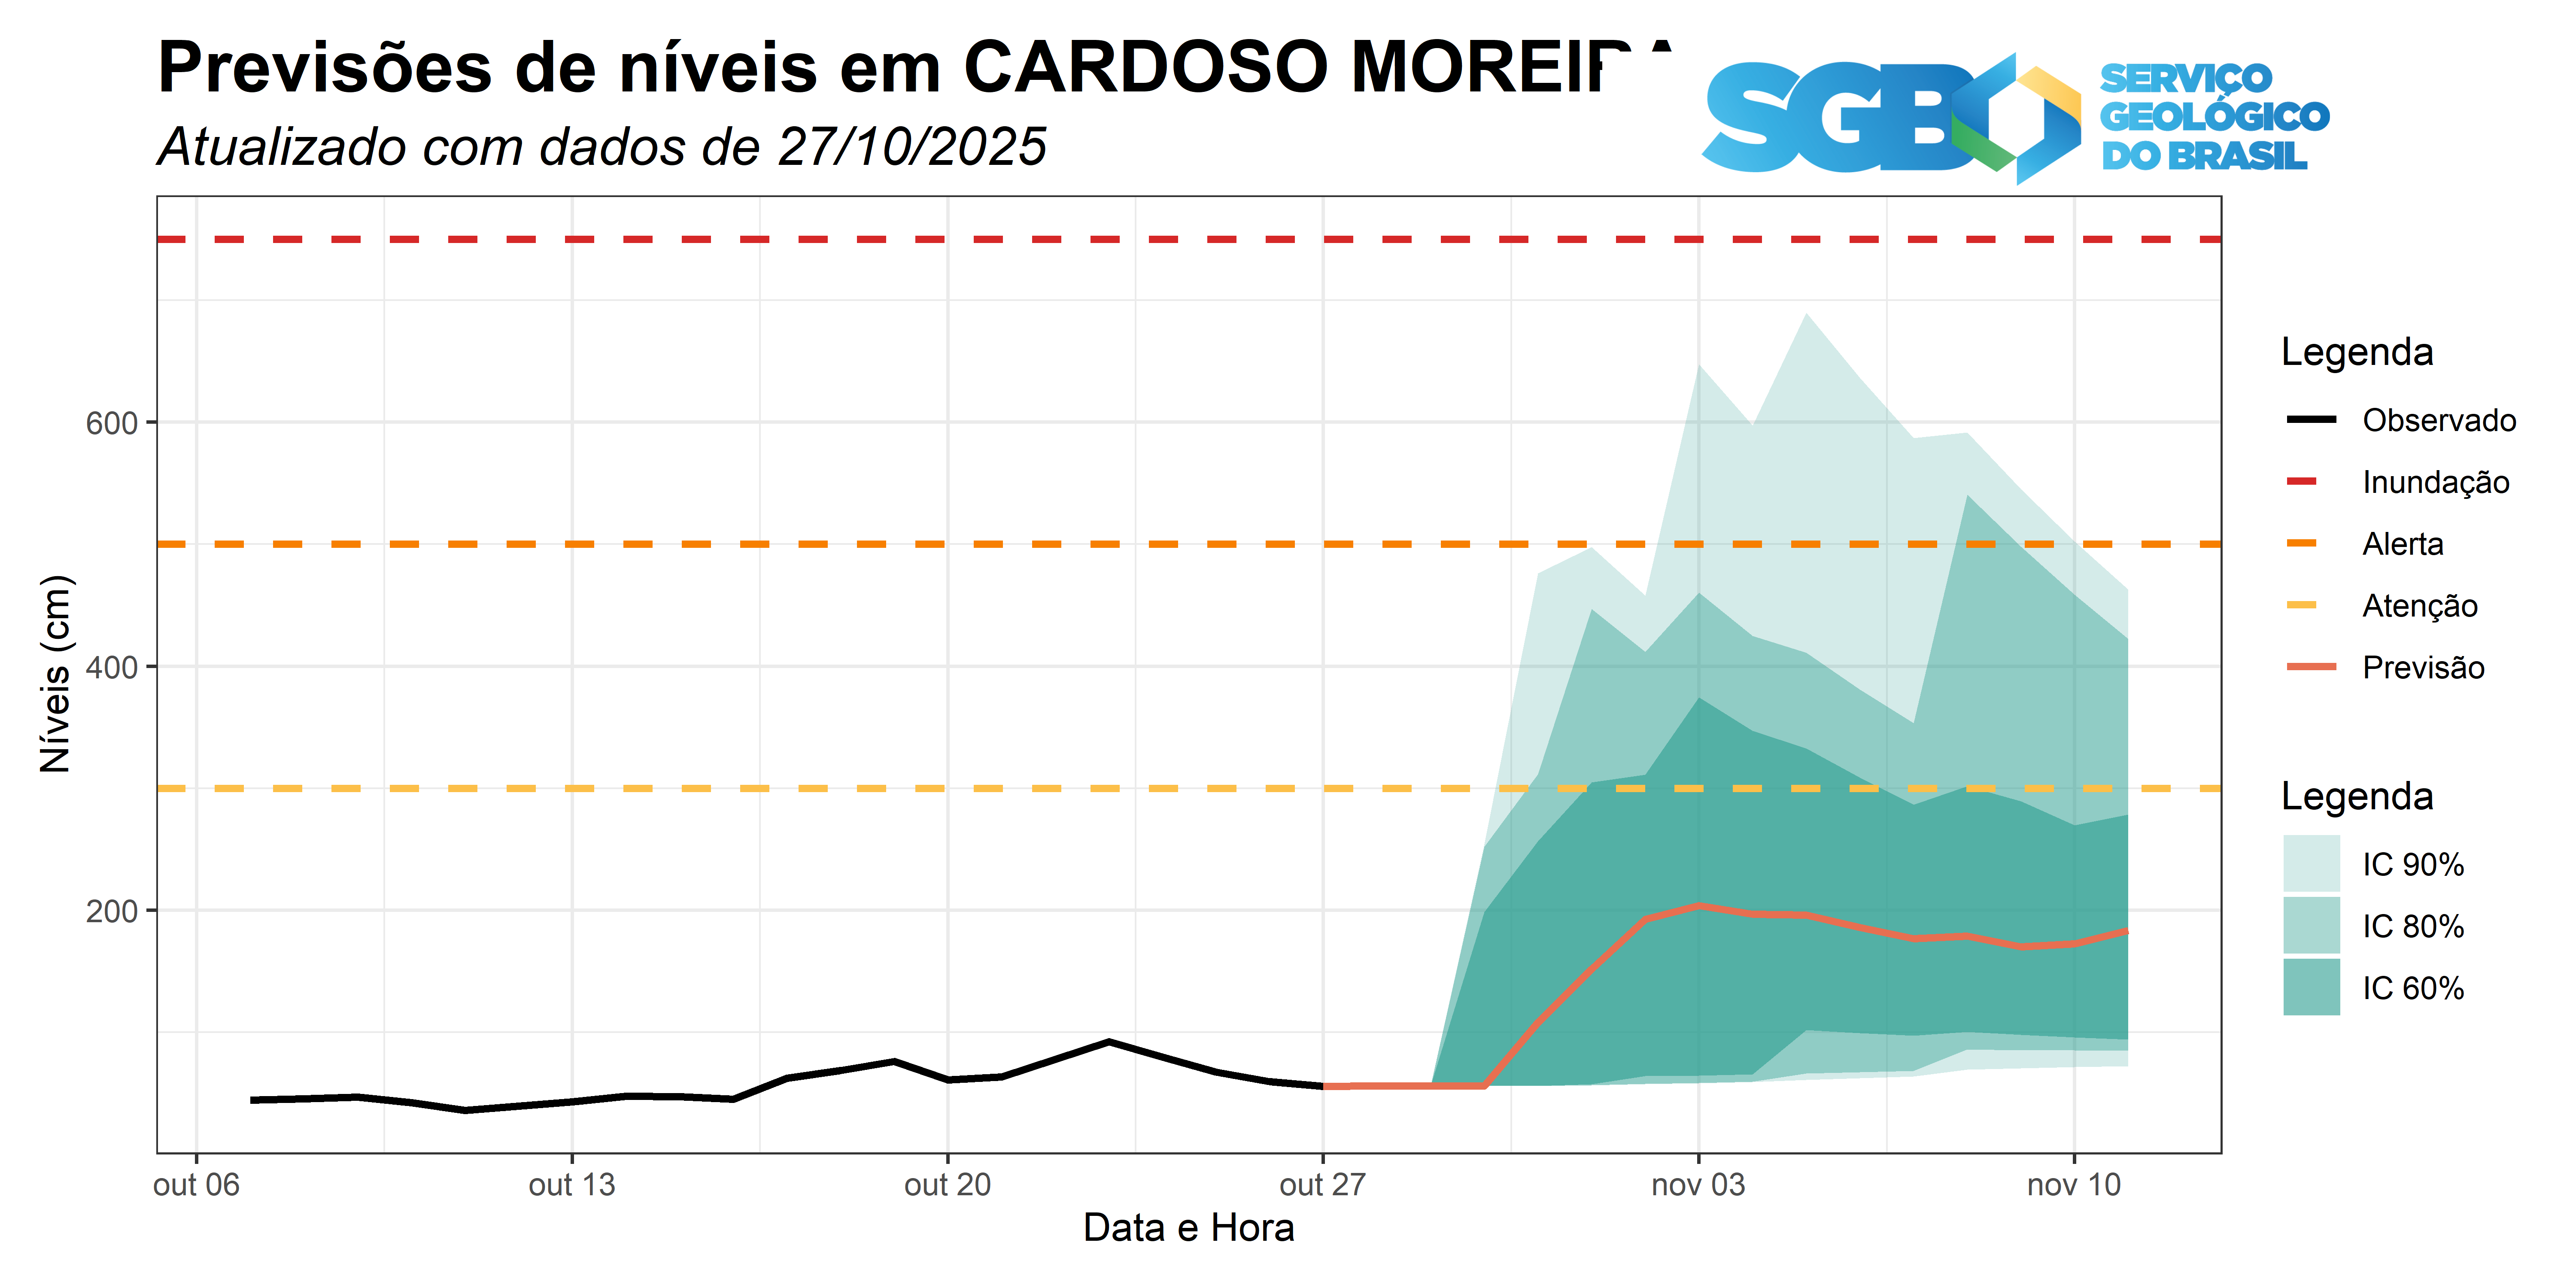 Previsões de níveis em CARDOSO MOREIRA
Atualizado com dados de 27/10/2025
SGB
SERVIÇO
GEOLÓGICO
DO BRASIL
Níveis (cm)
600
400
200
out 06
out 13
out 20
out 27
nov 03
nov 10
Data e Hora
Legenda
Observado
Inundação
Alerta
Atenção
Previsão
Legenda
IC 90%
IC 80%
IC 60%